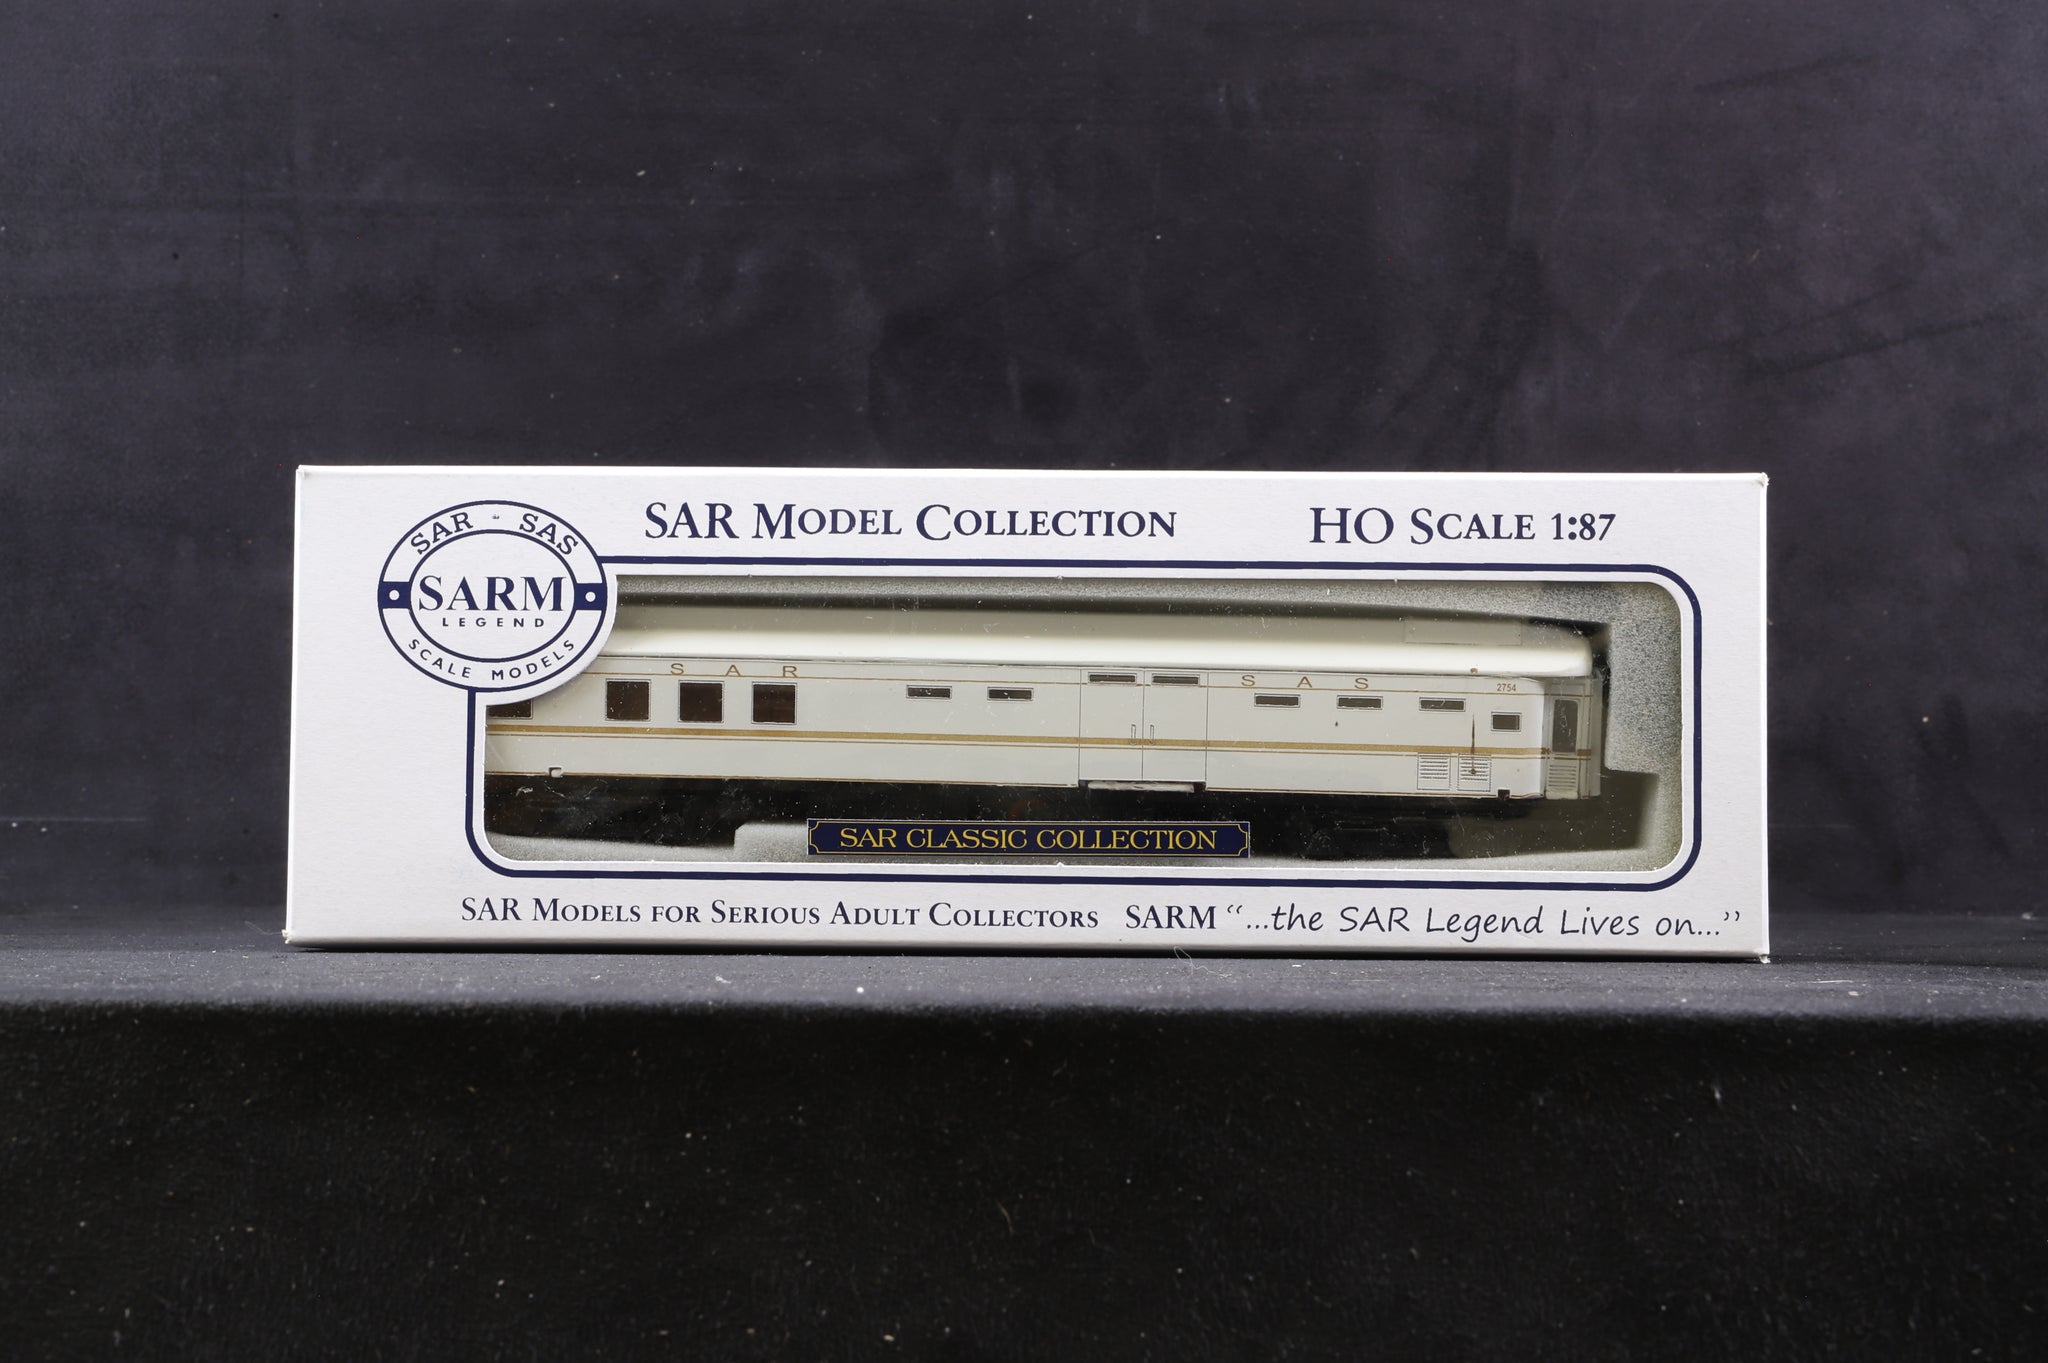 SAR · SAS
SARM
LEGEND
SCALE MODELS
SAR MODEL COLLECTION
HO SCALE 1:87
S A R
S A S
2754
SAR CLASSIC COLLECTION
SAR MODELS FOR SERIOUS ADULT COLLECTORS SARM “...the SAR Legend Lives on...”